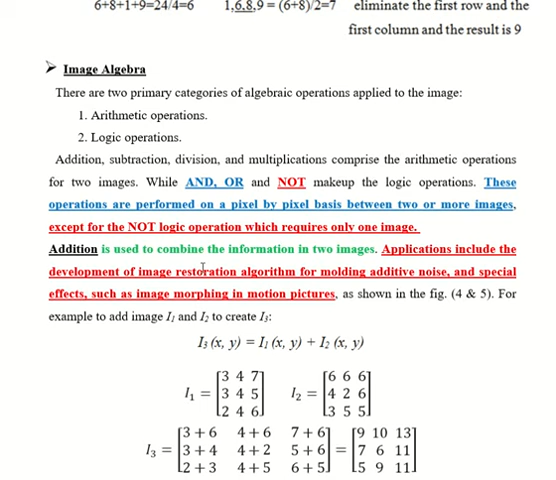 6+8+1+9=24/4=6 1,6,8,9 = (6+8)/2=7 eliminate the first row and the
first column and the result is 9
➤ Image Algebra
There are two primary categories of algebraic operations applied to the image:
1. Arithmetic operations.
2. Logic operations.
Addition, subtraction, division, and multiplications comprise the arithmetic operations
for two images. While AND, OR and NOT makeup the logic operations. These
operations are performed on a pixel by pixel basis between two or more images,
except for the NOT logic operation which requires only one image.
Addition is used to combine the information in two images. Applications include the
development of image restoration algorithm for molding additive noise, and special
effects, such as image morphing in motion pictures, as shown in the fig. (4 & 5). For
example to add image I₁ and I₂ to create I₃:
I₃ (x, y) = I₁ (x, y) + I₂ (x, y)
I₁ = [3 4 7 3 4 5 2 4 6] I₂ = [6 6 6 4 2 6 3 5 5]
I₃ = [3 + 6 4 + 6 7 + 6 3 + 4 4 + 2 5 + 6 2 + 3 4 + 5 6 + 5] = [9 10 13 7 6 11 5 9 11]